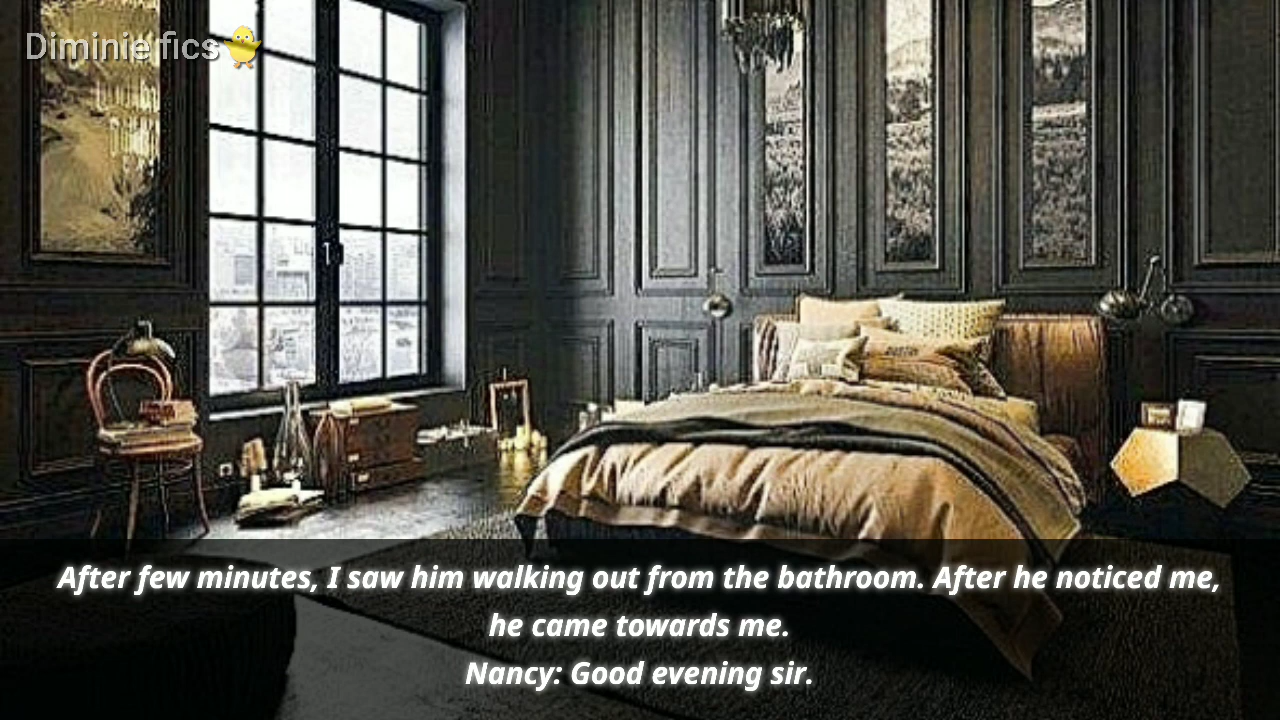 Diminie fics🐥
After few minutes, I saw him walking out from the bathroom. After he noticed me,
he came towards me.
Nancy: Good evening sir.